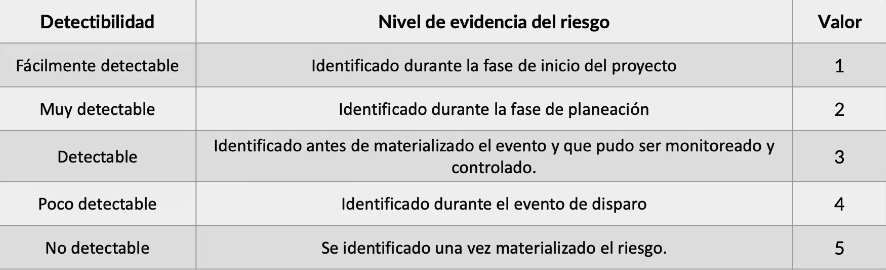 Detectibilidad Nivel de evidencia del riesgo Valor
Fácilmente detectable Identificado durante la fase de inicio del proyecto 1
Muy detectable Identificado durante la fase de planeación 2
Detectable Identificado antes de materializado el evento y que pudo ser monitoreado y
controlado. 3
Poco detectable Identificado durante el evento de disparo 4
No detectable Se identificado una vez materializado el riesgo. 5